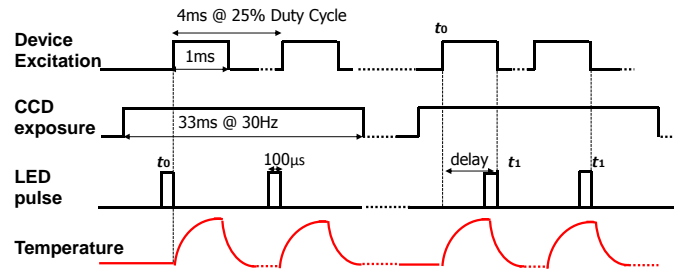 4ms @ 25% Duty Cycle
Device
Excitation
t0
1ms
CCD
exposure
33ms @ 30Hz
LED
pulse
t0
100µs
delay
t1
t1
Temperature